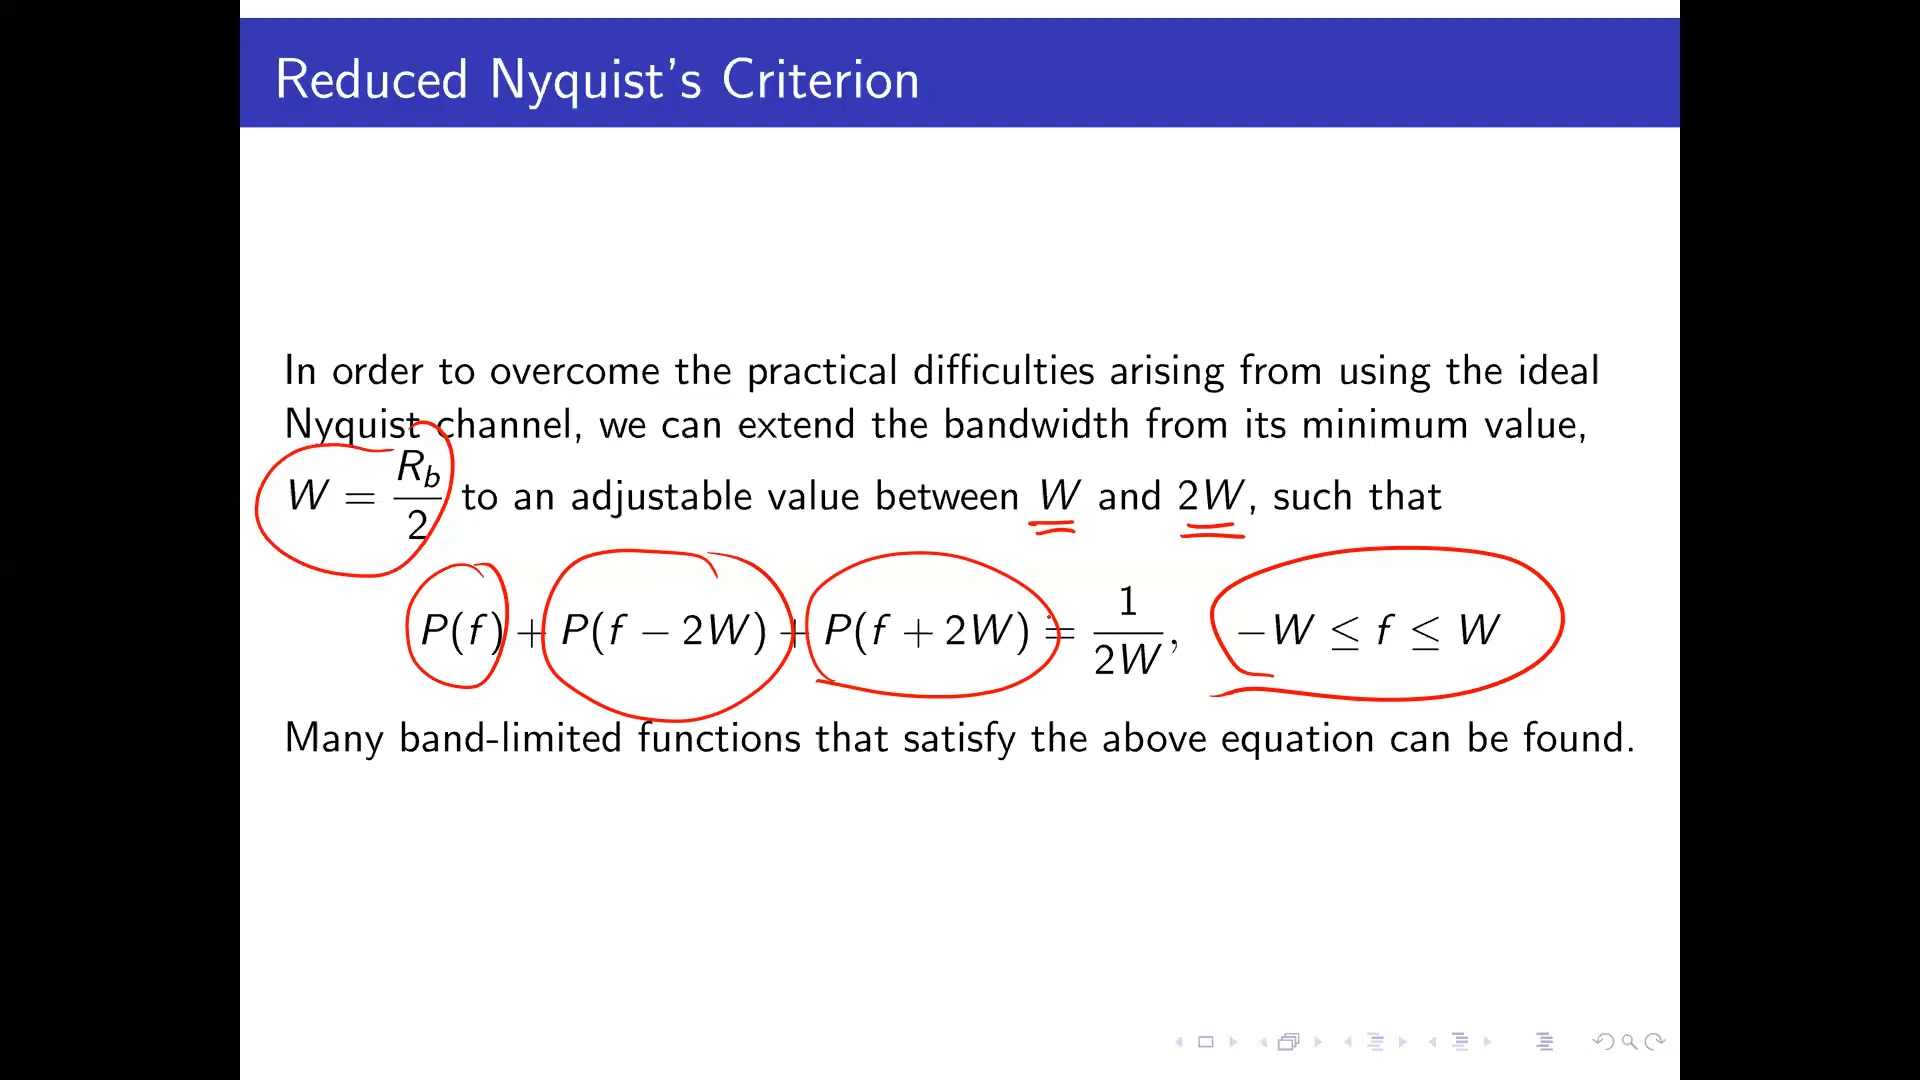 Reduced Nyquist's Criterion
In order to overcome the practical difficulties arising from using the ideal
Nyquist channel, we can extend the bandwidth from its minimum value,
W = R_b/2 to an adjustable value between W and 2W, such that
P(f) + P(f − 2W) + P(f + 2W) = 1/2W, −W ≤ f ≤ W
Many band-limited functions that satisfy the above equation can be found.